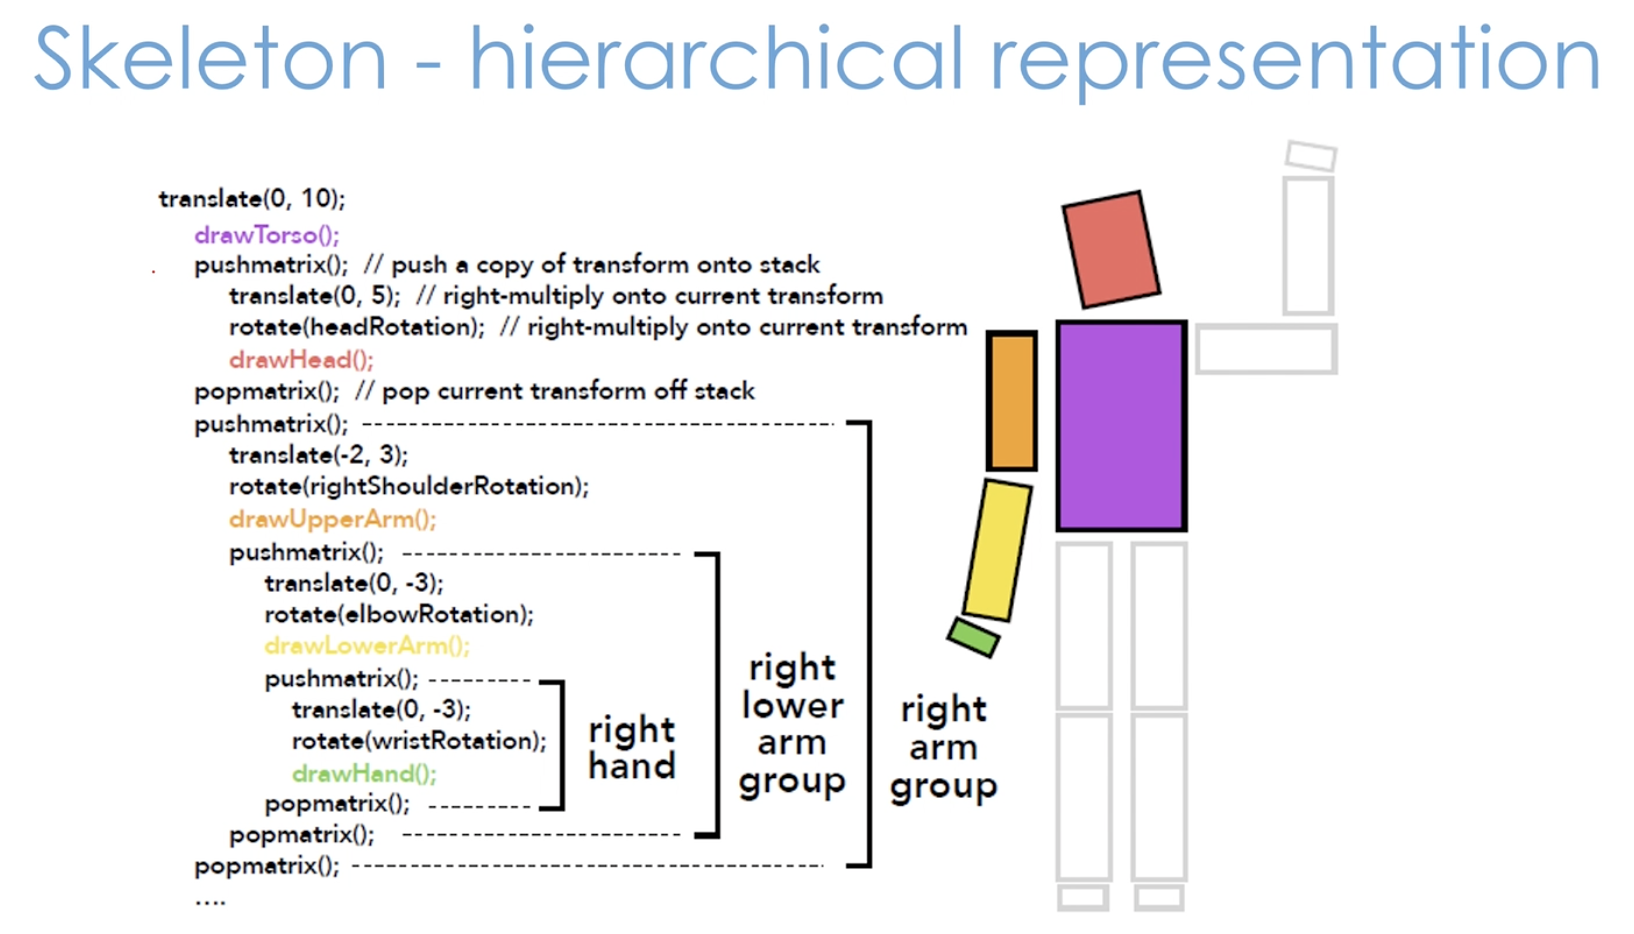 Skeleton - hierarchical representation
translate(0, 10);
drawTorso();
pushmatrix(); // push a copy of transform onto stack
translate(0, 5); // right-multiply onto current transform
rotate(headRotation); // right-multiply onto current transform
drawHead();
popmatrix(); // pop current transform off stack
pushmatrix();
translate(-2, 3);
rotate(rightShoulderRotation);
drawUpperArm();
pushmatrix();
translate(0, -3);
rotate(elbowRotation);
drawLowerArm();
pushmatrix();
translate(0, -3);
rotate(wristRotation);
drawHand();
popmatrix();
popmatrix();
popmatrix();
....
right
hand
right
lower
arm
group
right
arm
group